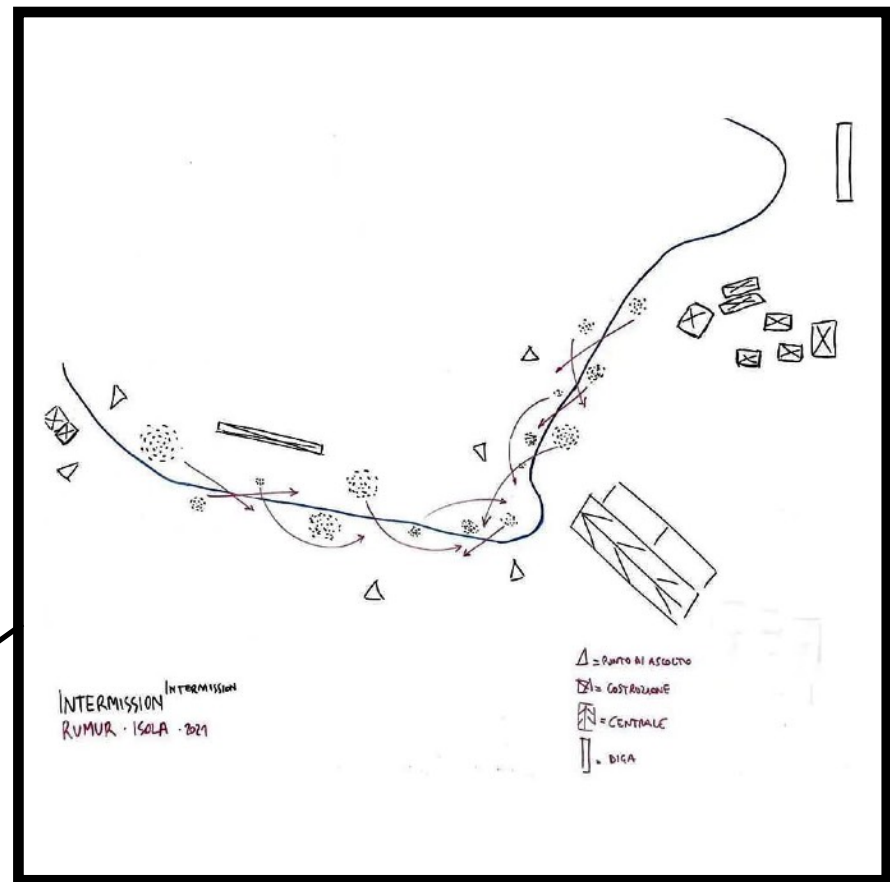 INTERMISSION INTERMISSION
RUMUR · ISOLA · 2021
△ = PUNTO DI ASCOLTO
= COSTRUZIONE
= CENTRALE
= DIGA